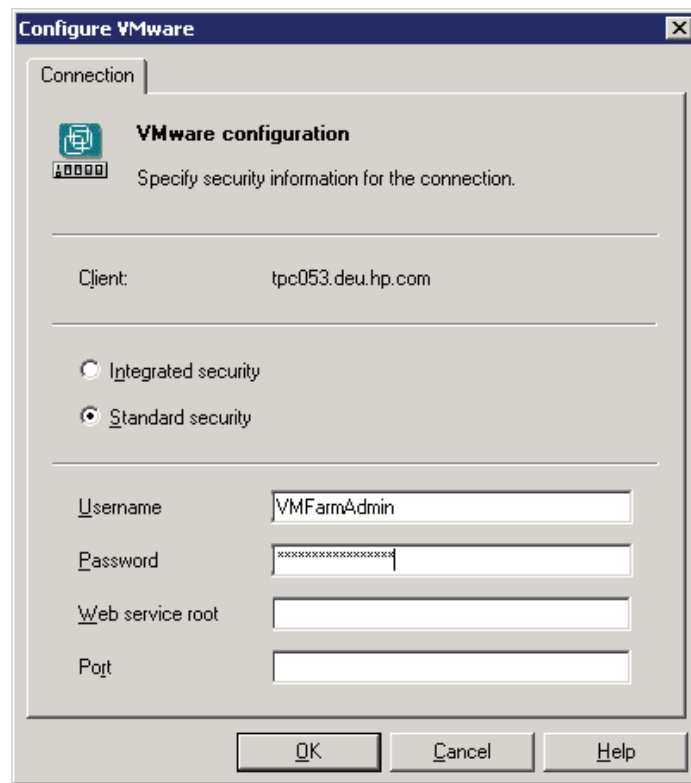 Configure VMware
Connection
VMware configuration
Specify security information for the connection.
Client: tpc053.deu.hp.com
Integrated security
Standard security
Username VMFarmAdmin
Password *****************
Web service root
Port
OK Cancel Help